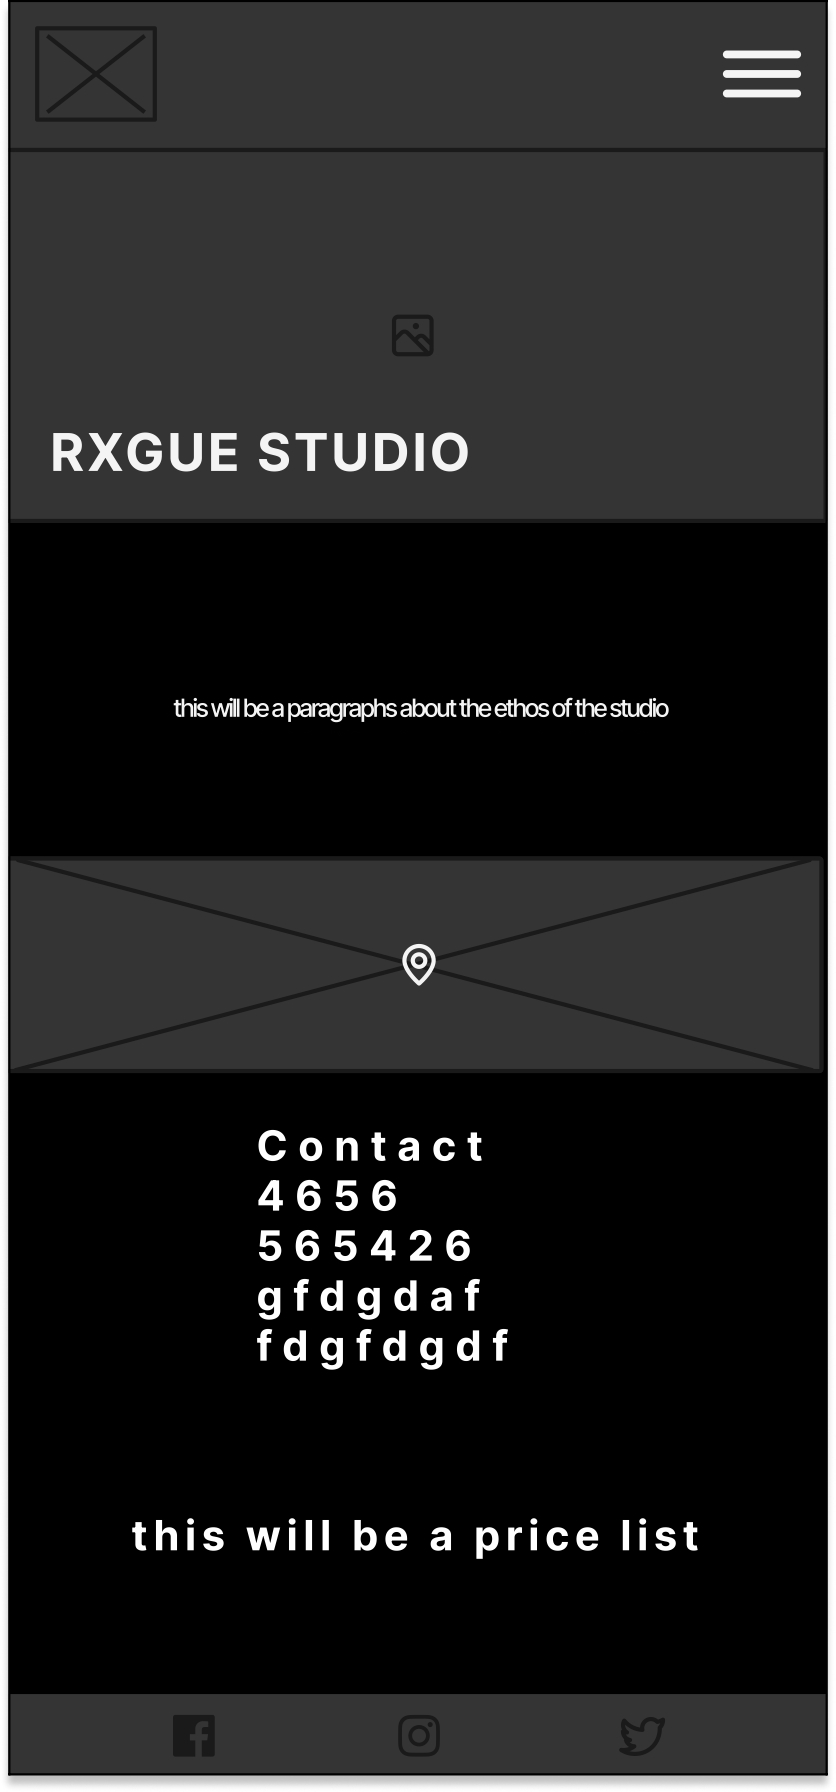 RXGUE STUDIO
this will be a paragraphs about the ethos of the studio
Contact
4656
565426
gfdgdaf
fdgfdgdf
this will be a price list